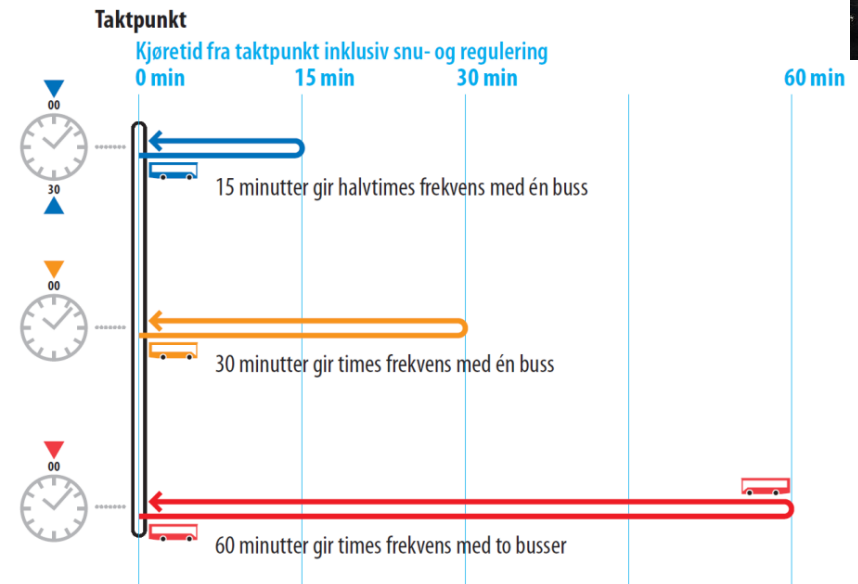 Taktpunkt
Kjøretid fra taktpunkt inklusiv snu- og regulering
0 min 15 min 30 min 60 min
00
30
15 minutter gir halvtimes frekvens med én buss
00
30 minutter gir times frekvens med én buss
00
60 minutter gir times frekvens med to busser